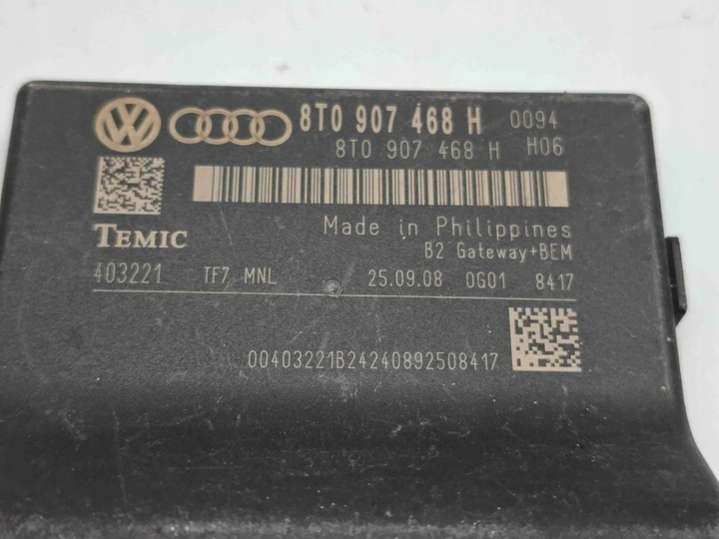 8T0 907 468 H 0094
8T0 907 468 H H06
Made in Philippines
TEMIC
B2 Gateway+BEM
403221 TF7 MNL 25.09.08 0G01 8417
00403221B24240892508417